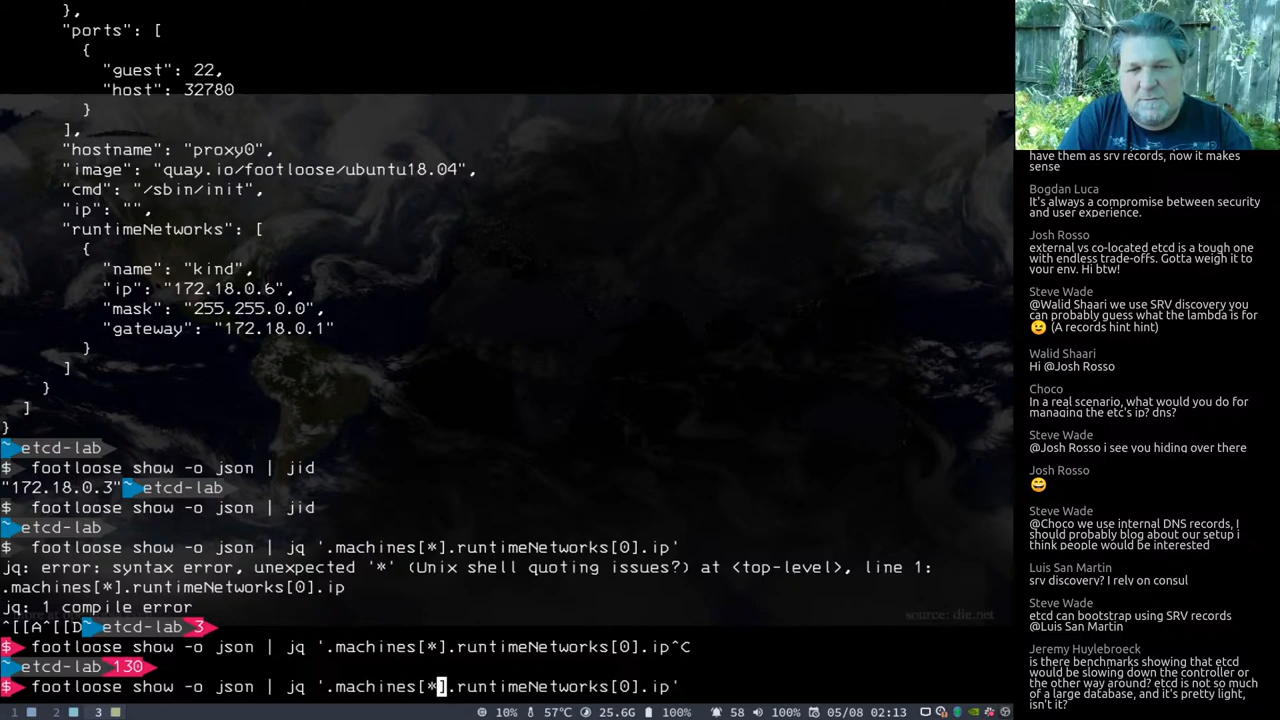 },
"ports": [
{
"guest": 22,
"host": 32780
}
],
"hostname": "proxy0",
"image": "quay.io/footloose/ubuntu18.04",
"cmd": "/sbin/init",
"ip": "",
"runtimeNetworks": [
{
"name": "kind",
"ip": "172.18.0.6",
"mask": "255.255.0.0",
"gateway": "172.18.0.1"
}
]
}
]
}
~ etcd-lab
$ footloose show -o json | jid
"172.18.0.3"~ etcd-lab
$ footloose show -o json | jid
~ etcd-lab
$ footloose show -o json | jq '.machines[*].runtimeNetworks[0].ip'
jq: error: syntax error, unexpected '*' (Unix shell quoting issues?) at <top-level>, line 1:
.machines[*].runtimeNetworks[0].ip
jq: 1 compile error
^[[A^[[D~ etcd-lab 3
$ footloose show -o json | jq '.machines[*].runtimeNetworks[0].ip^C
~ etcd-lab 130
$ footloose show -o json | jq '.machines[*].runtimeNetworks[0].ip'
source: die.net
1 2 3 10% 57℃ 25.6G 100% 58 100% 05/08 02:13
have them as srv records, now it makes
sense
Bogdan Luca
It's always a compromise between security
and user experience.
Josh Rosso
external vs co-located etcd is a tough one
with endless trade-offs. Gotta weigh it to
your env. Hi btw!
Steve Wade
@Walid Shaari we use SRV discovery you
can probably guess what the lambda is for
😉 (A records hint hint)
Walid Shaari
Hi @Josh Rosso
Choco
In a real scenario, what would you do for
managing the etc's ip? dns?
Steve Wade
@Josh Rosso i see you hiding over there
Josh Rosso
😄
Steve Wade
@Choco we use internal DNS records, I
should probably blog about our setup i
think people would be interested
Luis San Martin
srv discovery? I rely on consul
Steve Wade
etcd can bootstrap using SRV records
@Luis San Martin
Jeremy Huylebroeck
is there benchmarks showing that etcd
would be slowing down the controller or
the other way around? etcd is not so much
of a large database, and it's pretty light,
isn't it?